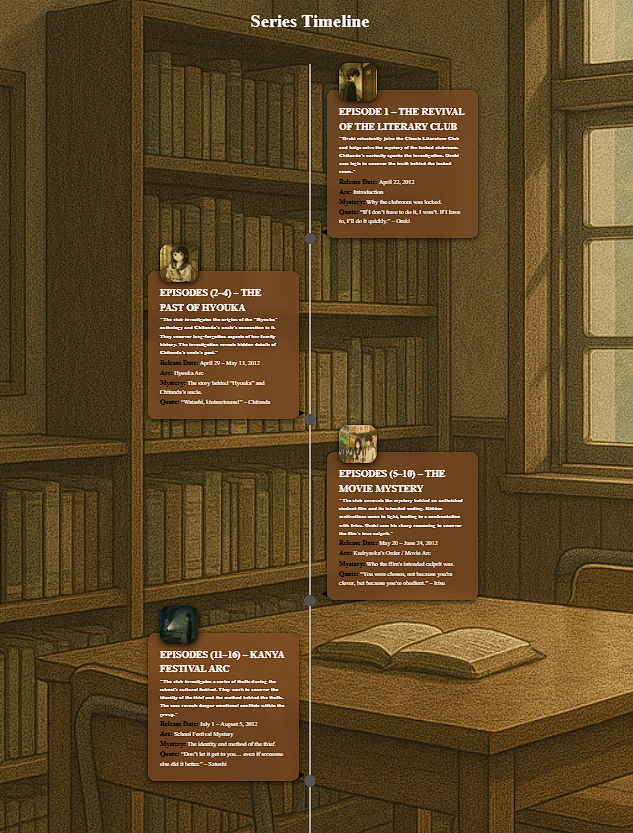 Series Timeline
EPISODE 1 – THE REVIVAL
OF THE LITERARY CLUB
"Oreki reluctantly joins the Classic Literature Club
and helps solve the mystery of the locked clubroom.
Chitanda's curiosity sparks the investigation. Oreki
uses logic to uncover the truth behind the locked
room."
Release Date: April 22, 2012
Arc: Introduction
Mystery: Why the clubroom was locked.
Quote: "If I don't have to do it, I won't. If I have
to, I'll do it quickly." – Oreki
EPISODES (2–4) – THE
PAST OF HYOUKA
"The club investigates the origins of the "Hyouka"
anthology and Chitanda's uncle's connection to it.
They uncover long-forgotten aspects of her family
history. The investigation reveals hidden details of
Chitanda's uncle's past."
Release Date: April 29 – May 13, 2012
Arc: Hyouka Arc
Mystery: The story behind "Hyouka" and
Chitanda's uncle.
Quote: "Watashi, kininarimasu!" – Chitanda
EPISODES (5–10) – THE
MOVIE MYSTERY
"The club unravels the mystery behind an unfinished
student film and its intended ending. Hidden
motivations come to light, leading to a confrontation
with Irisu. Oreki uses his sharp reasoning to uncover
the film's true culprit."
Release Date: May 20 – June 24, 2012
Arc: Kudryavka's Order / Movie Arc
Mystery: Who the film's intended culprit was.
Quote: "You were chosen, not because you're
clever, but because you're obedient." – Irisu
EPISODES (11–16) – KANYA
FESTIVAL ARC
"The club investigates a series of thefts during the
school's cultural festival. They work to uncover the
identity of the thief and the method behind the thefts.
The case reveals deeper emotional conflicts within the
group."
Release Date: July 1 – August 5, 2012
Arc: School Festival Mystery
Mystery: The identity and method of the thief.
Quote: "Don't let it get to you… even if someone
else did it better." – Satoshi